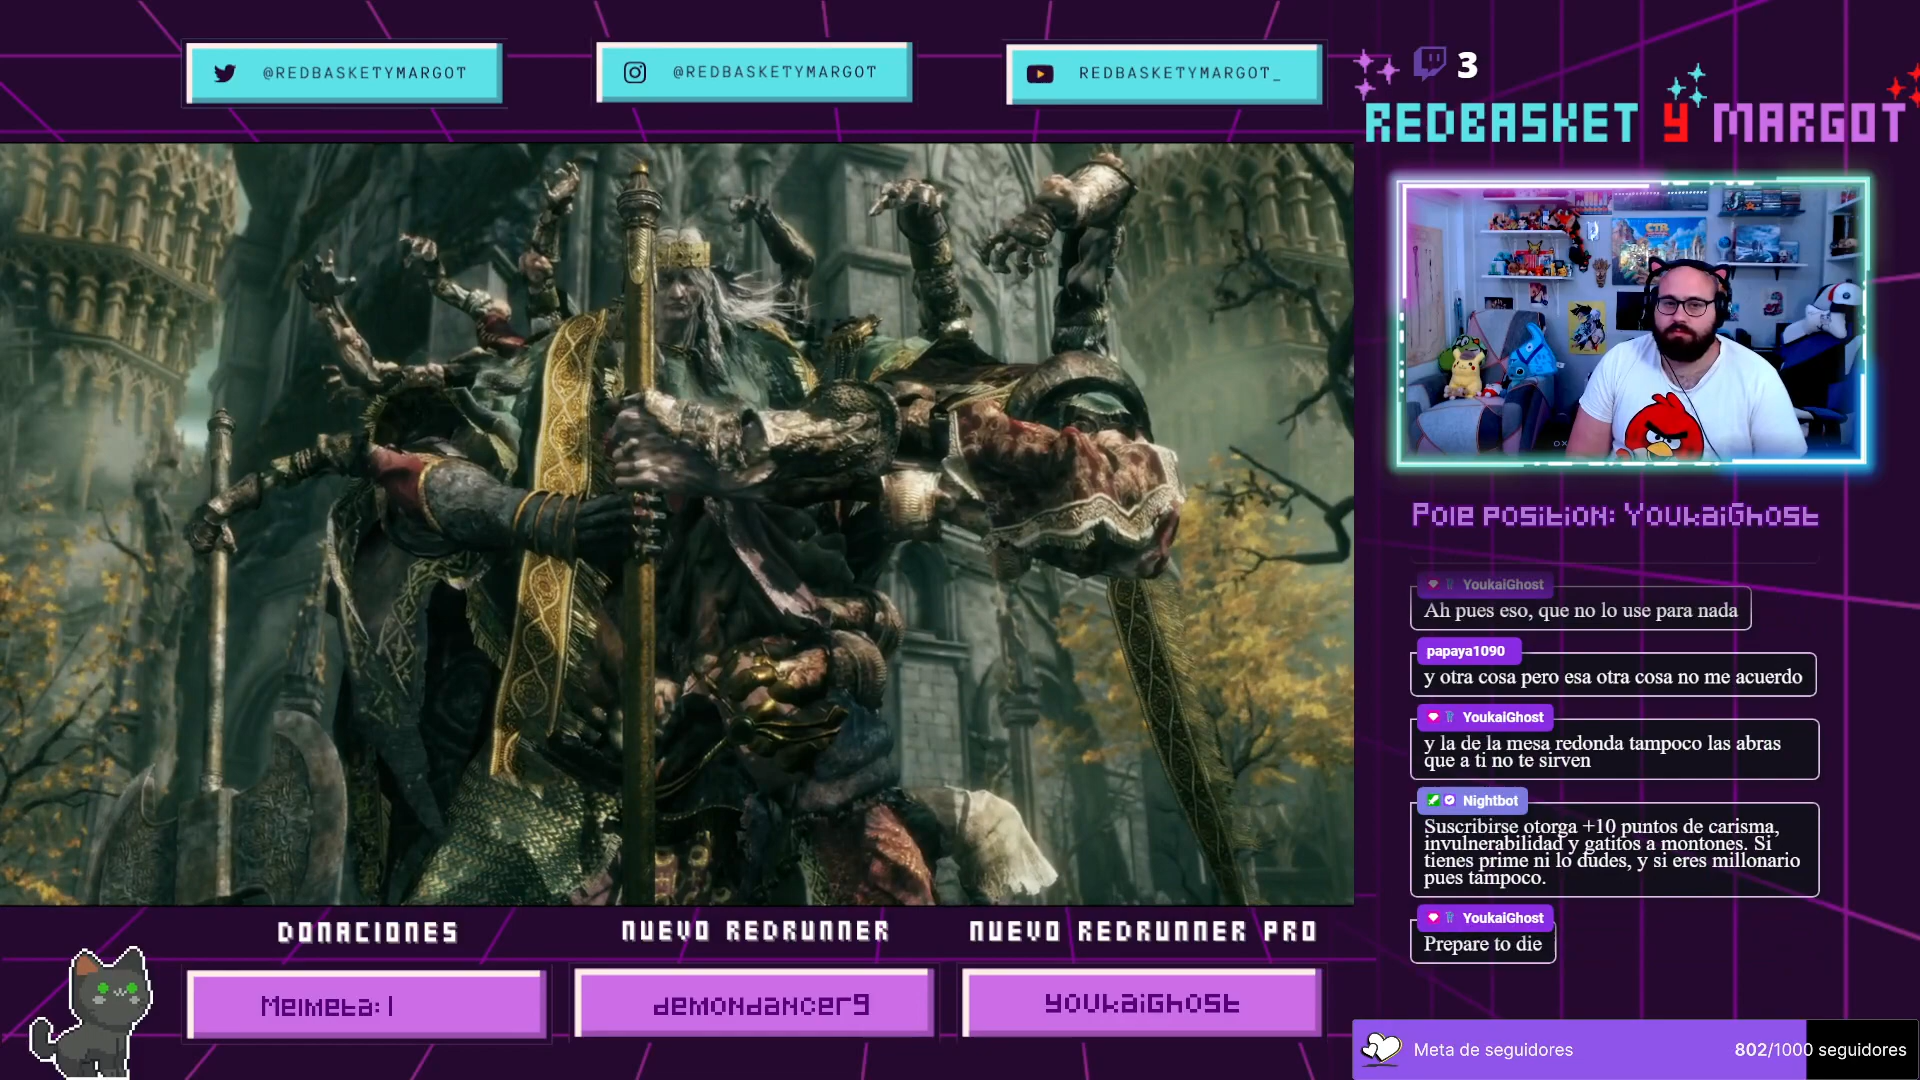 @REDBASKETYMARGOT
@REDBASKETYMARGOT
REDBASKETYMARGOT_
3
REDBASKET Y MARGOT
Pole Position: YoukaiGhost
YoukaiGhost
Ah pues eso, que no lo use para nada
papaya1090
y otra cosa pero esa otra cosa no me acuerdo
YoukaiGhost
y la de la mesa redonda tampoco las abras
que a ti no te sirven
Nightbot
Suscribirse otorga +10 puntos de carisma,
invulnerabilidad y gatitos a montones. Si
tienes prime ni lo dudes, y si eres millonario
pues tampoco.
YoukaiGhost
Prepare to die
DONACIONES
NUEVO REDRUNNER
NUEVO REDRUNNER PRO
demondancer9
YoukaiGhost
Meta de seguidores
802/1000 seguidores